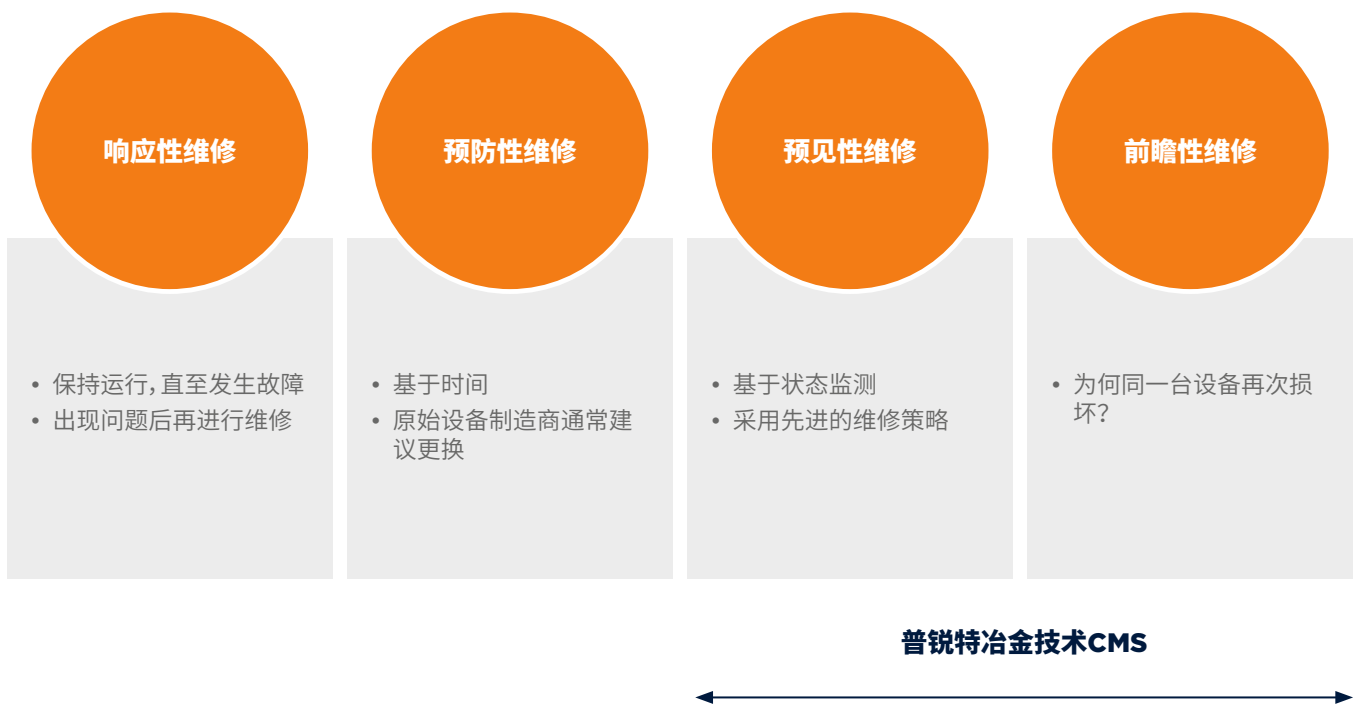 响应性维修
预防性维修
预见性维修
前瞻性维修
• 保持运行，直至发生故障
• 出现问题后再进行维修
• 基于时间
• 原始设备制造商通常建
议更换
• 基于状态监测
• 采用先进的维修策略
• 为何同一台设备再次损
坏？
普锐特冶金技术CMS